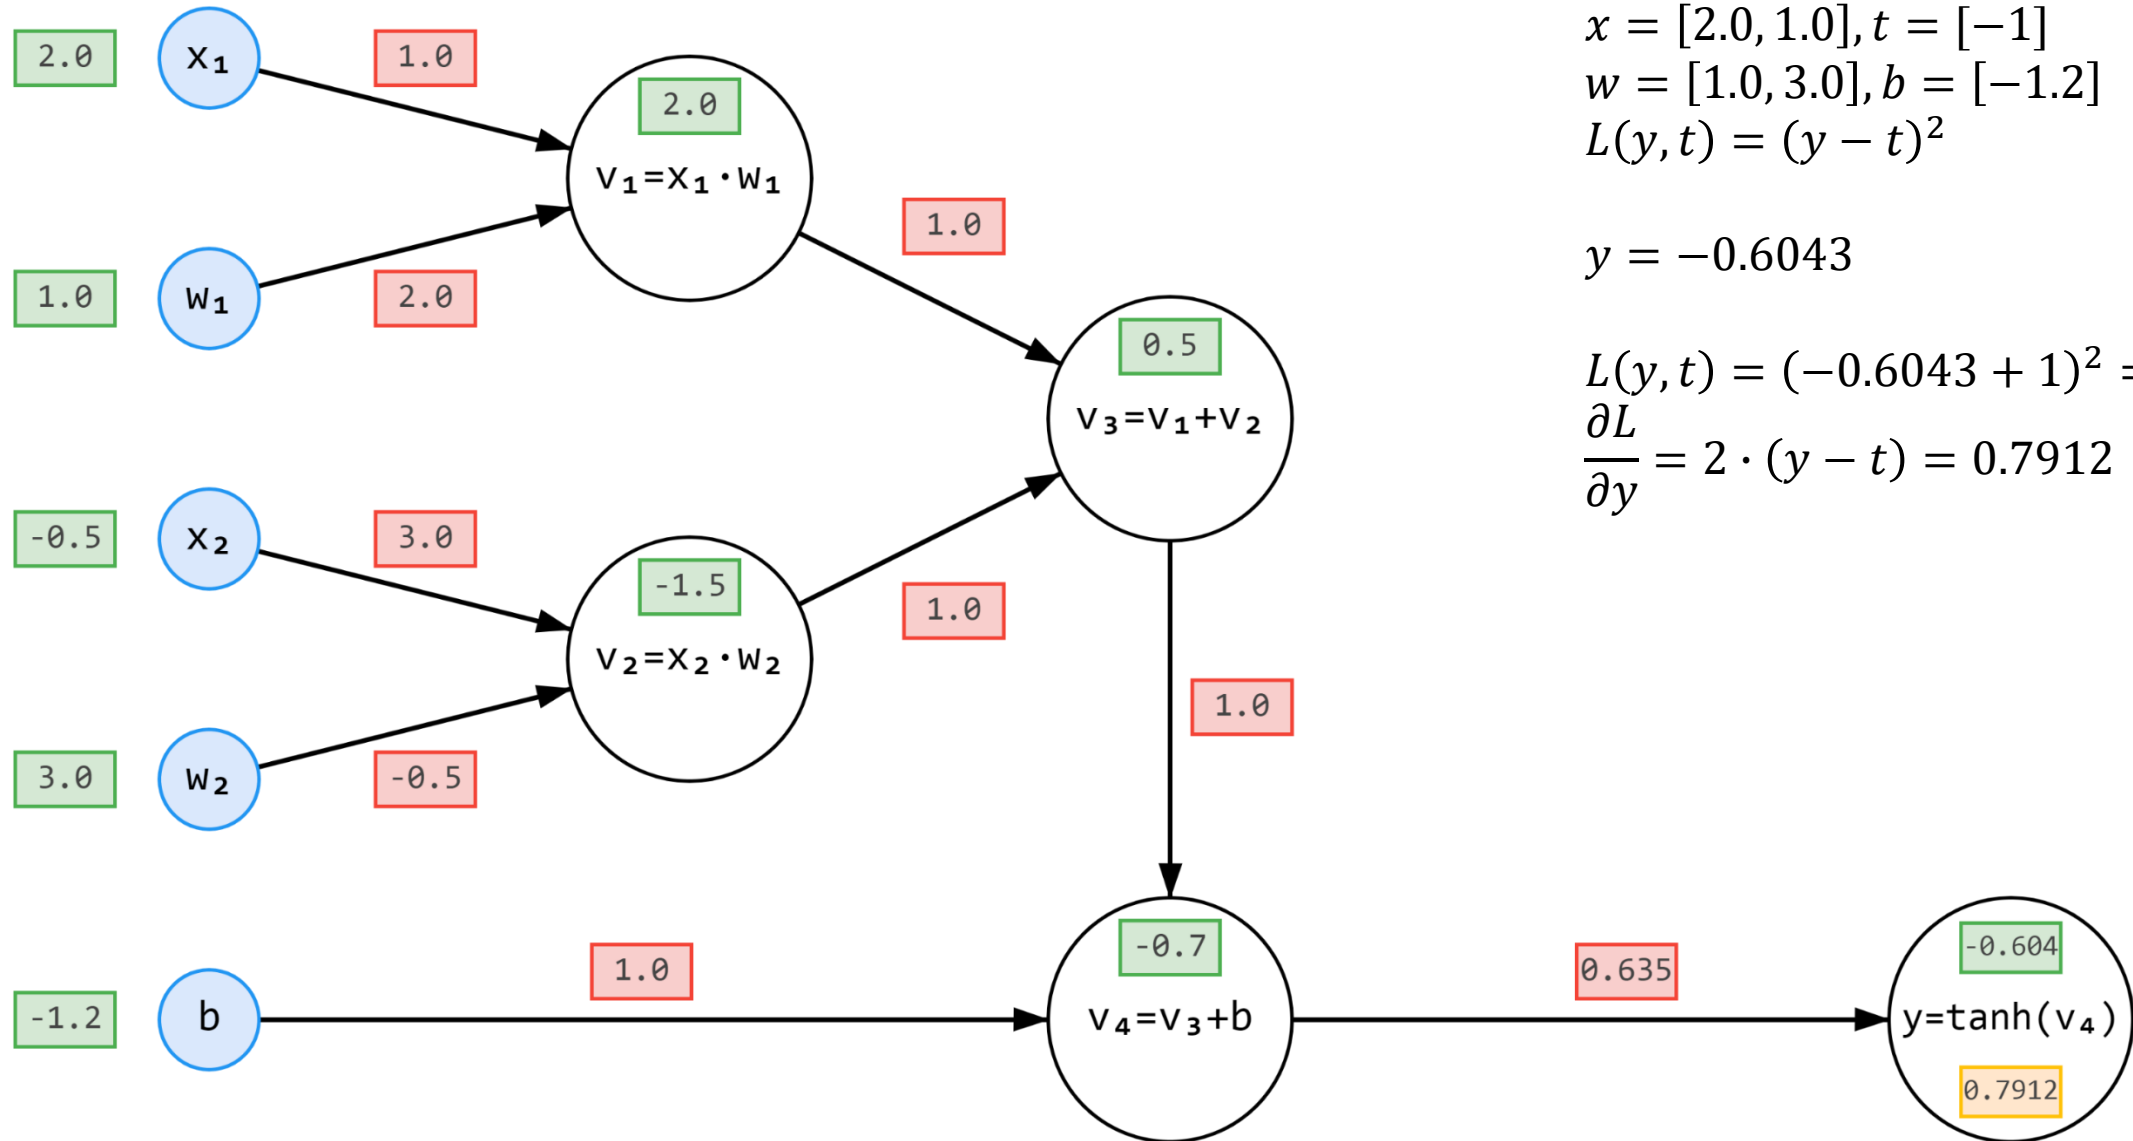 2.0
x₁
1.0
2.0
v₁=x₁·w₁
1.0
w₁
2.0
1.0
0.5
v₃=v₁+v₂
-0.5
x₂
3.0
-1.5
v₂=x₂·w₂
1.0
3.0
w₂
-0.5
1.0
-1.2
b
1.0
-0.7
v₄=v₃+b
0.635
-0.604
y=tanh(v₄)
0.7912
x = [2.0, 1.0], t = [−1]
w = [1.0, 3.0], b = [−1.2]
L(y, t) = (y − t)²
y = −0.6043
L(y, t) = (−0.6043 + 1)² =
∂L/∂y = 2 · (y − t) = 0.7912